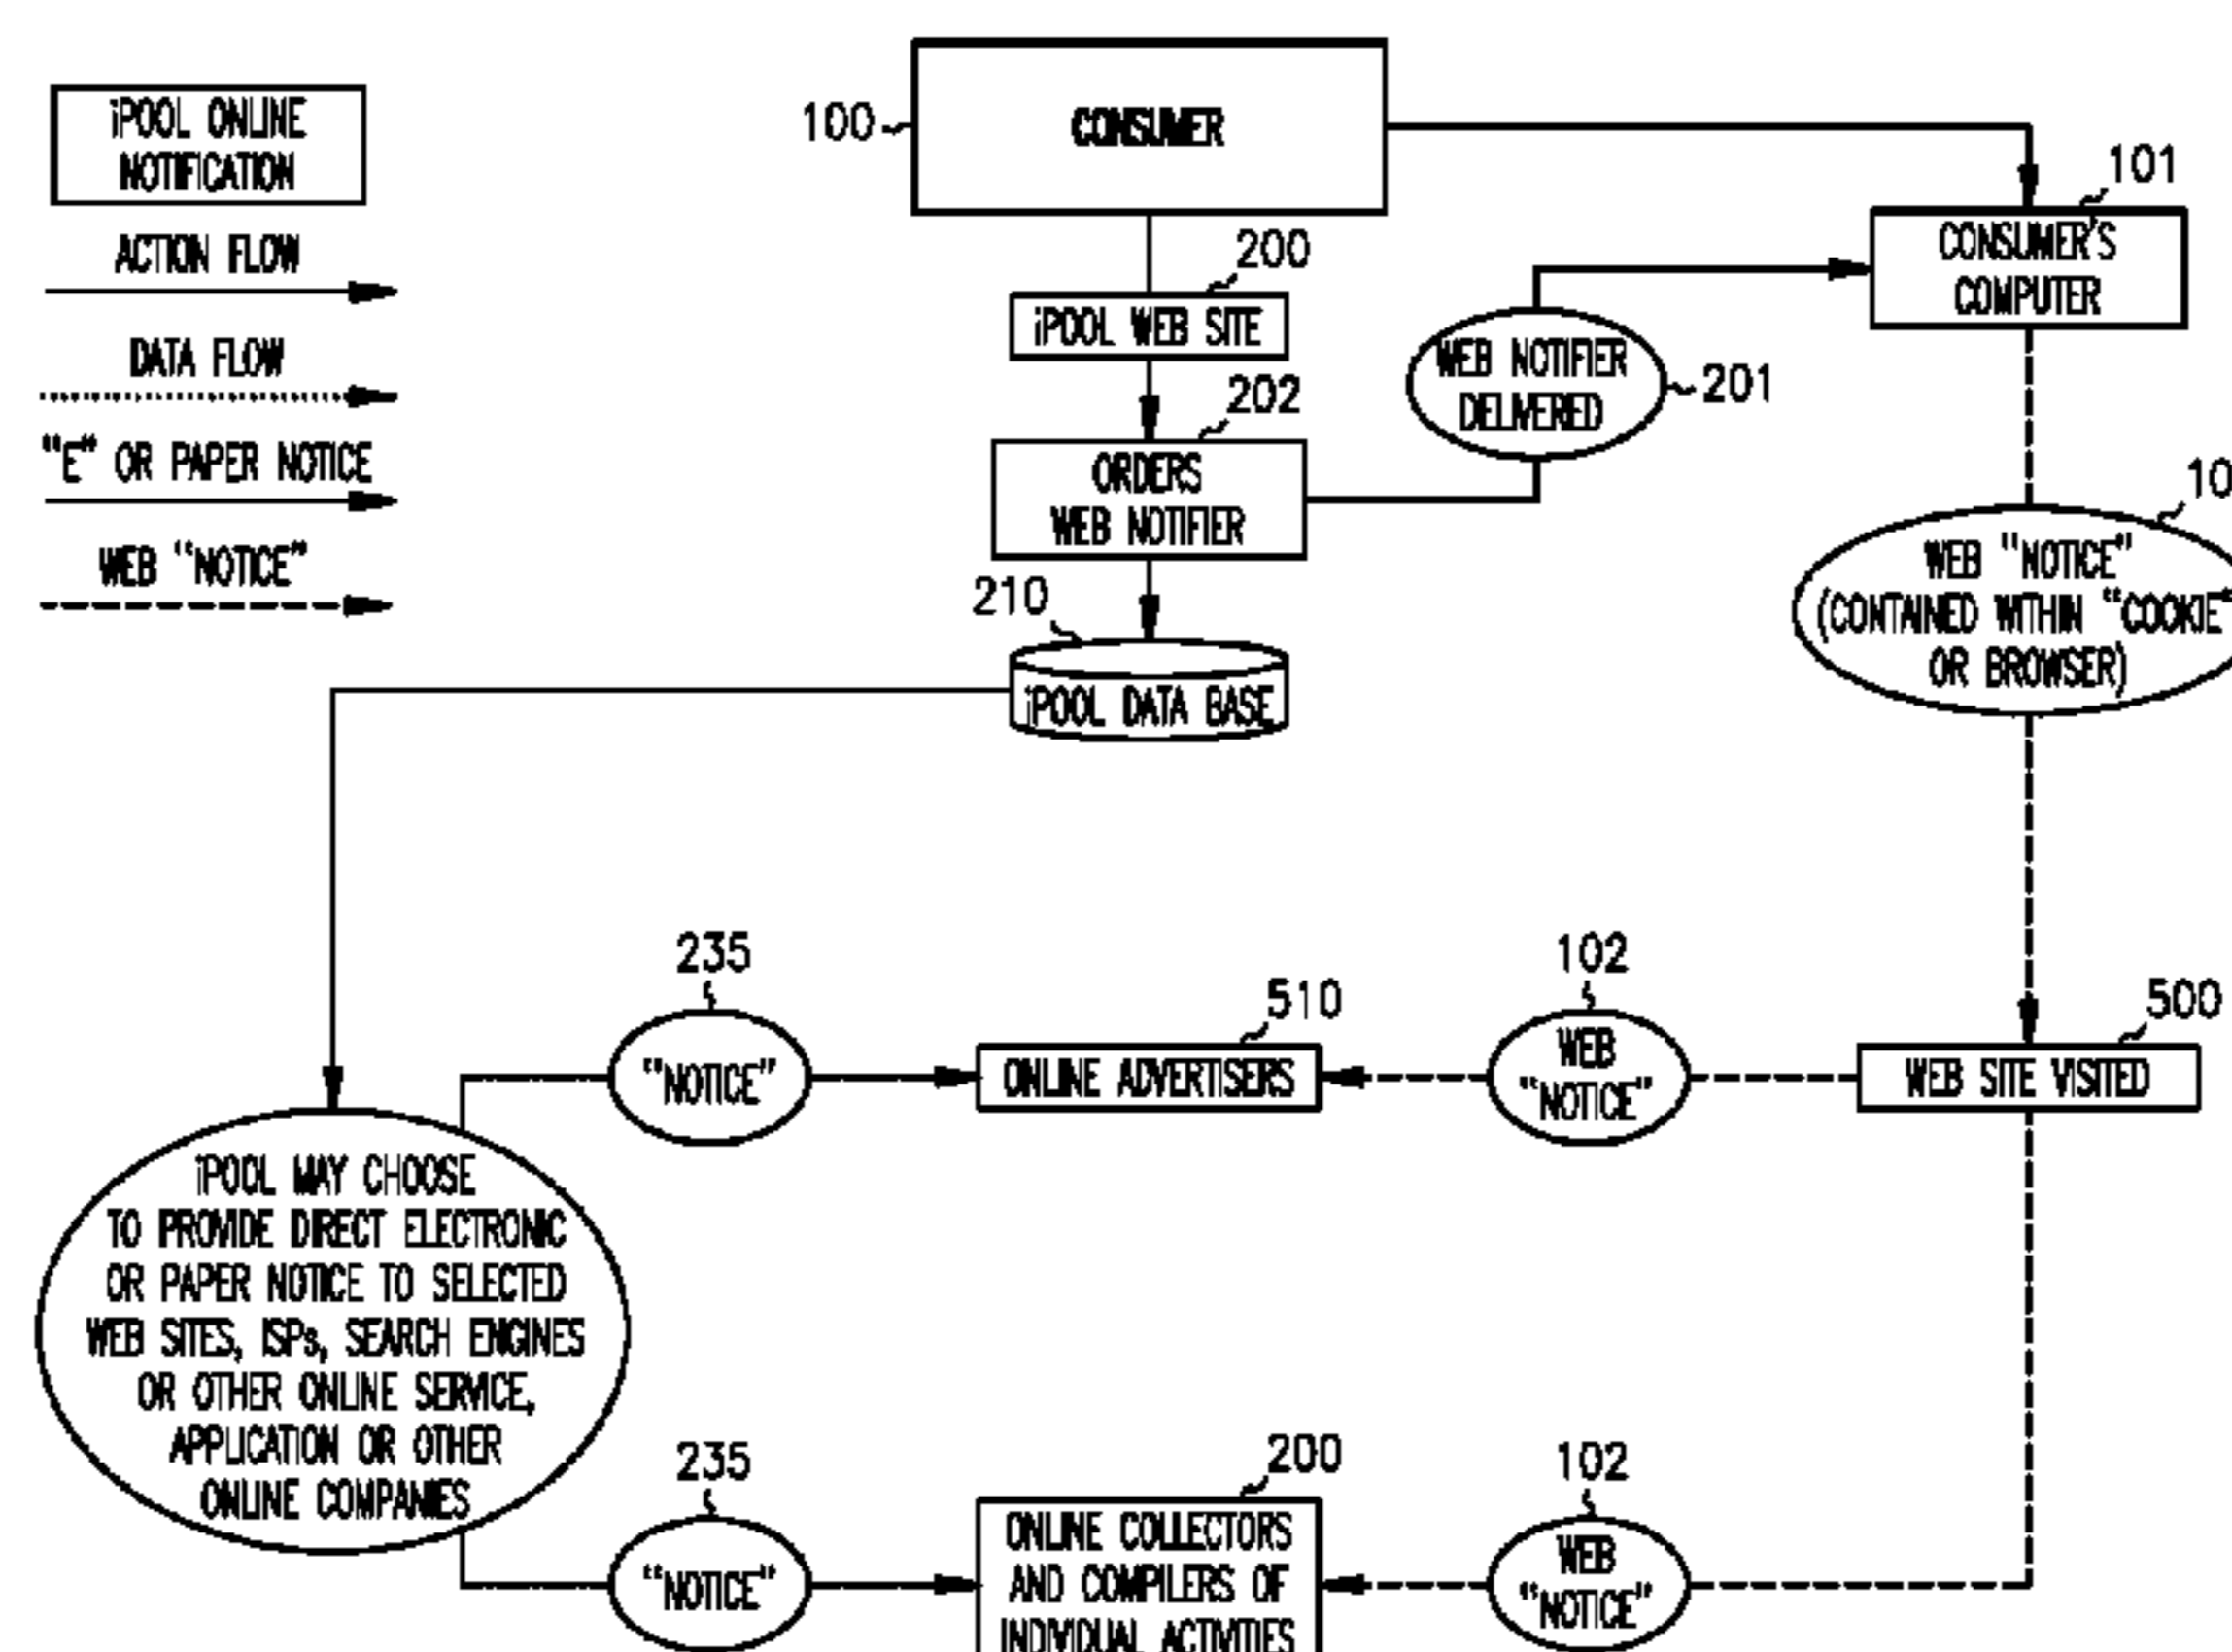 iPOOL ONLINE
NOTIFICATION
ACTION FLOW
DATA FLOW
"E" OR PAPER NOTICE
WEB "NOTICE"
100
CONSUMER
101
CONSUMER'S
COMPUTER
200
iPOOL WEB SITE
WEB NOTIFIER
DELIVERED
201
202
ORDERS
WEB NOTIFIER
210
iPOOL DATA BASE
WEB "NOTICE"
(CONTAINED WITHIN "COOKIE"
OR BROWSER)
235
510
102
500
"NOTICE"
ONLINE ADVERTISERS
WEB
"NOTICE"
WEB SITE VISITED
iPOOL MAY CHOOSE
TO PROVIDE DIRECT ELECTRONIC
OR PAPER NOTICE TO SELECTED
WEB SITES, ISPs, SEARCH ENGINES
OR OTHER ONLINE SERVICE,
APPLICATION OR OTHER
ONLINE COMPANIES
235
200
102
"NOTICE"
ONLINE COLLECTORS
AND COMPILERS OF
INDIVIDUAL ACTIVITIES
WEB
"NOTICE"